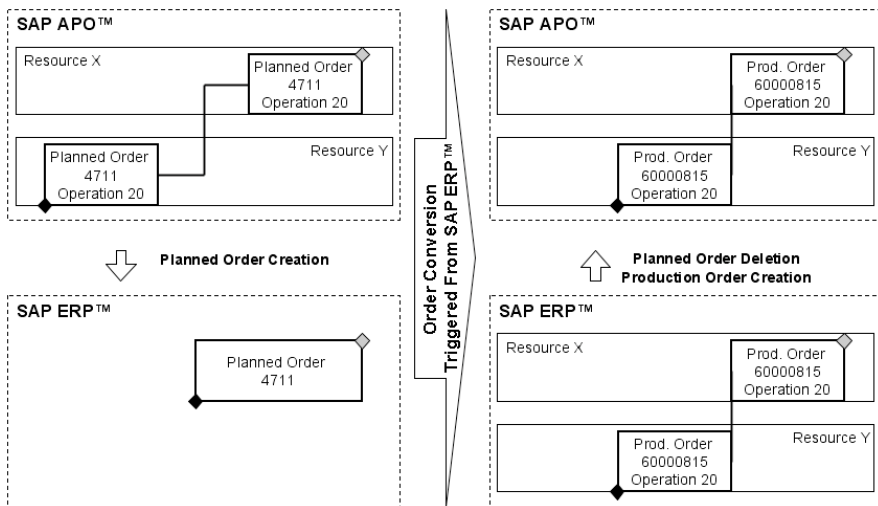 SAP APO™
Resource X
Planned Order
4711
Operation 20
Resource Y
Planned Order
4711
Operation 20
Planned Order Creation
SAP ERP™
Planned Order
4711
Order Conversion
Triggered From SAP ERP™
SAP APO™
Resource X
Prod. Order
60000815
Operation 20
Resource Y
Prod. Order
60000815
Operation 20
Planned Order Deletion
Production Order Creation
SAP ERP™
Resource X
Prod. Order
60000815
Operation 20
Resource Y
Prod. Order
60000815
Operation 20